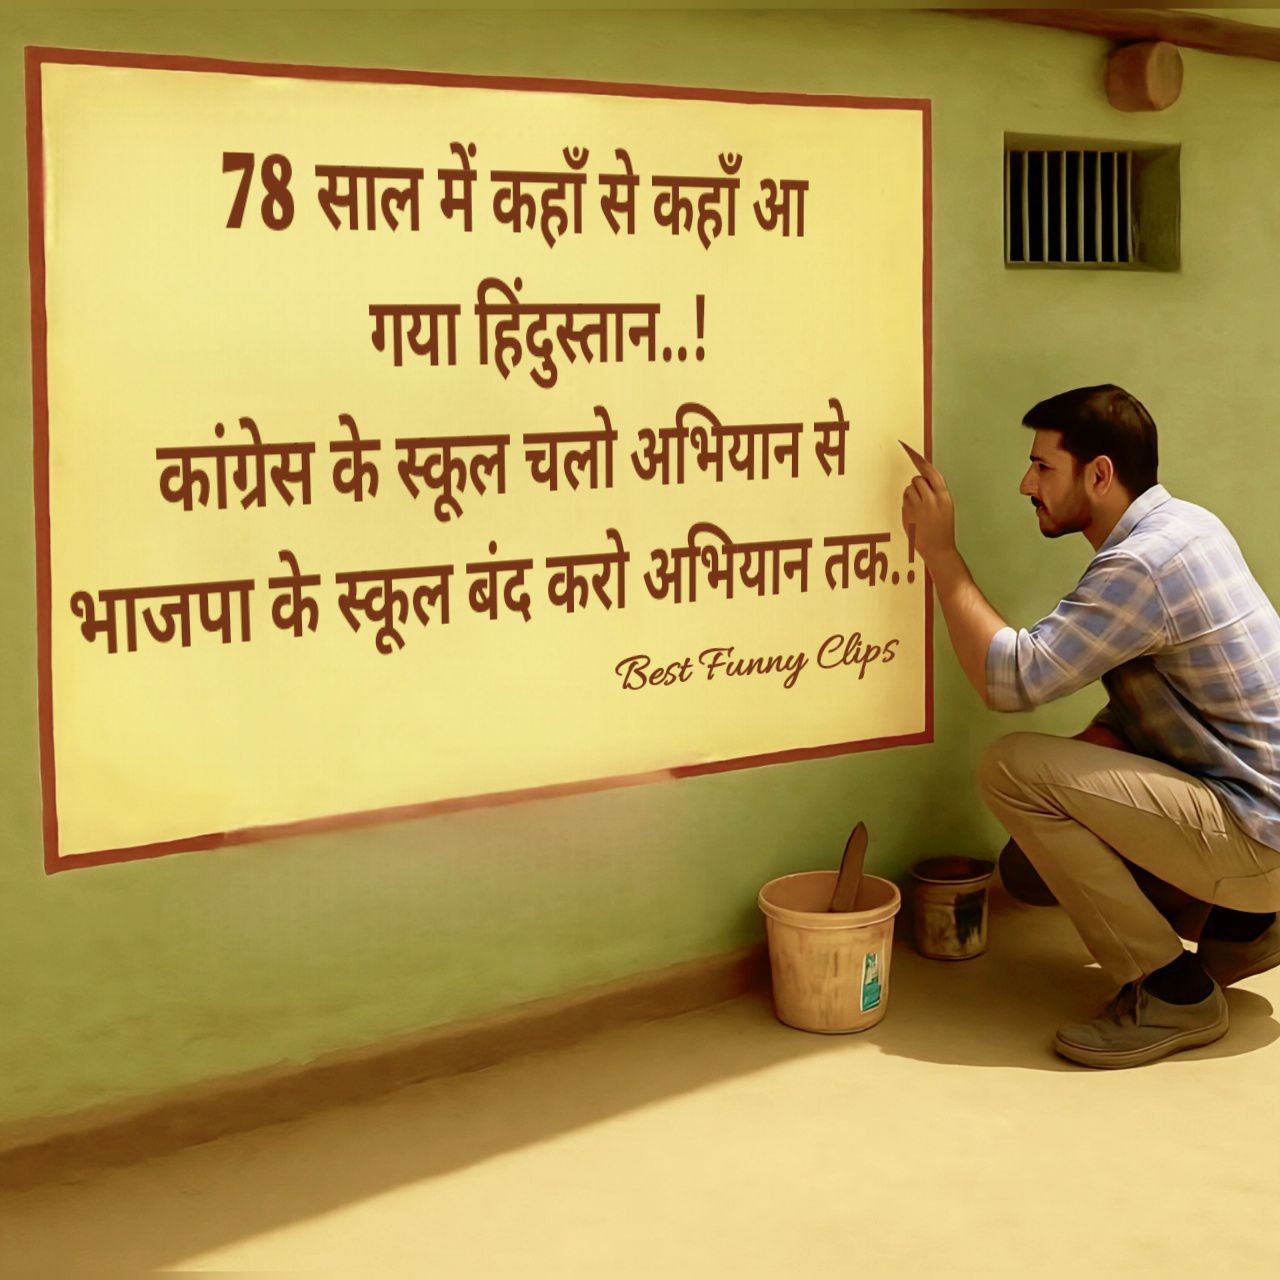 78 साल में कहाँ से कहाँ आ
गया हिंदुस्तान..!
कांग्रेस के स्कूल चलो अभियान से
भाजपा के स्कूल बंद करो अभियान तक.!
Best Funny Clips